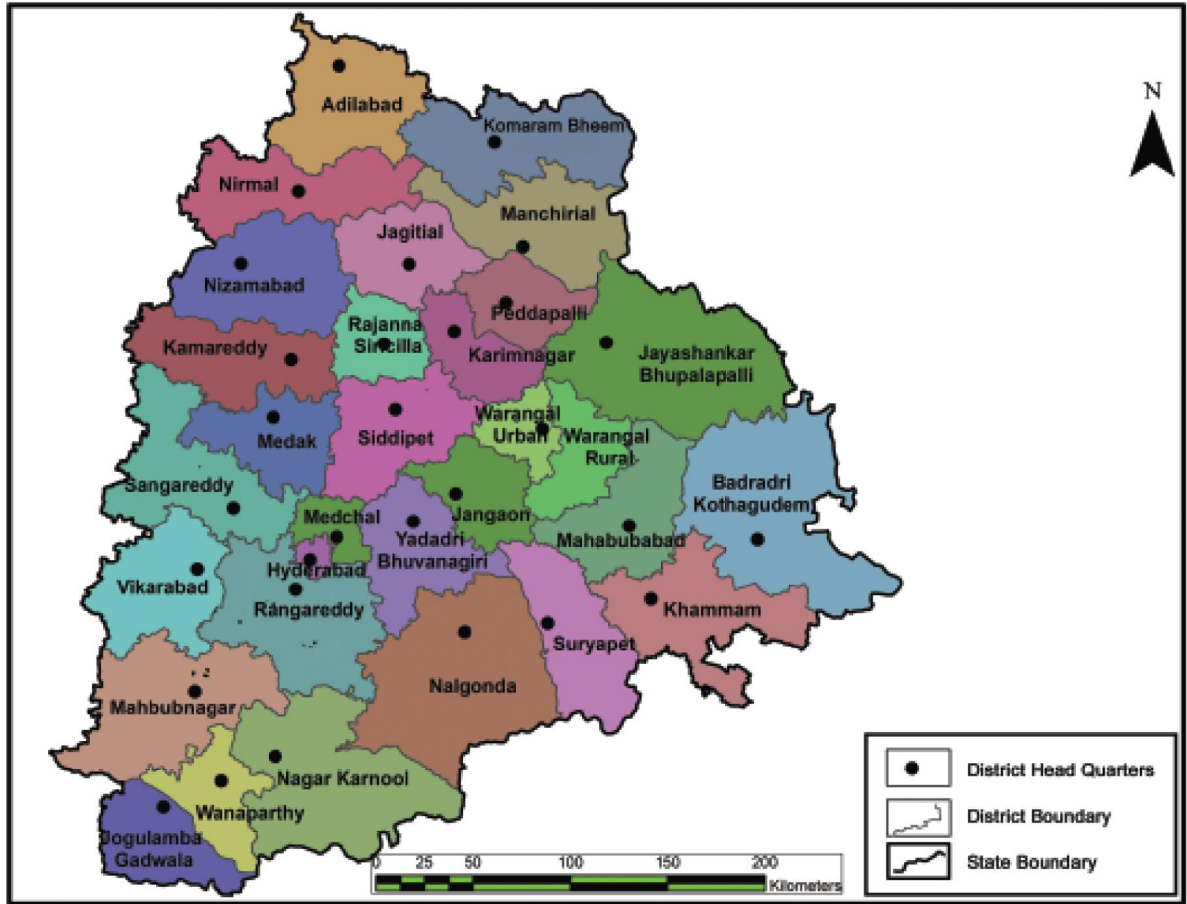 N
Adilabad
Komaram Bheem
Nirmal
Manchirial
Jagitial
Nizamabad
Peddapalli
Rajanna
Siricilla
Kamareddy
Karimnagar
Jayashankar
Bhupalapalli
Warangal
Urban
Warangal
Rural
Medak
Siddipet
Sangareddy
Badradri
Kothagudem
Medchal
Jangaon
Yadadri
Bhuvanagiri
Mahabubabad
Hyderabad
Vikarabad
Rangareddy
Khammam
Suryapet
Nalgonda
Mahbubnagar
Nagar Karnool
Wanaparthy
Jogulamba
Gadwala
0 25 50 100 150 200
Kilometers
District Head Quarters
District Boundary
State Boundary